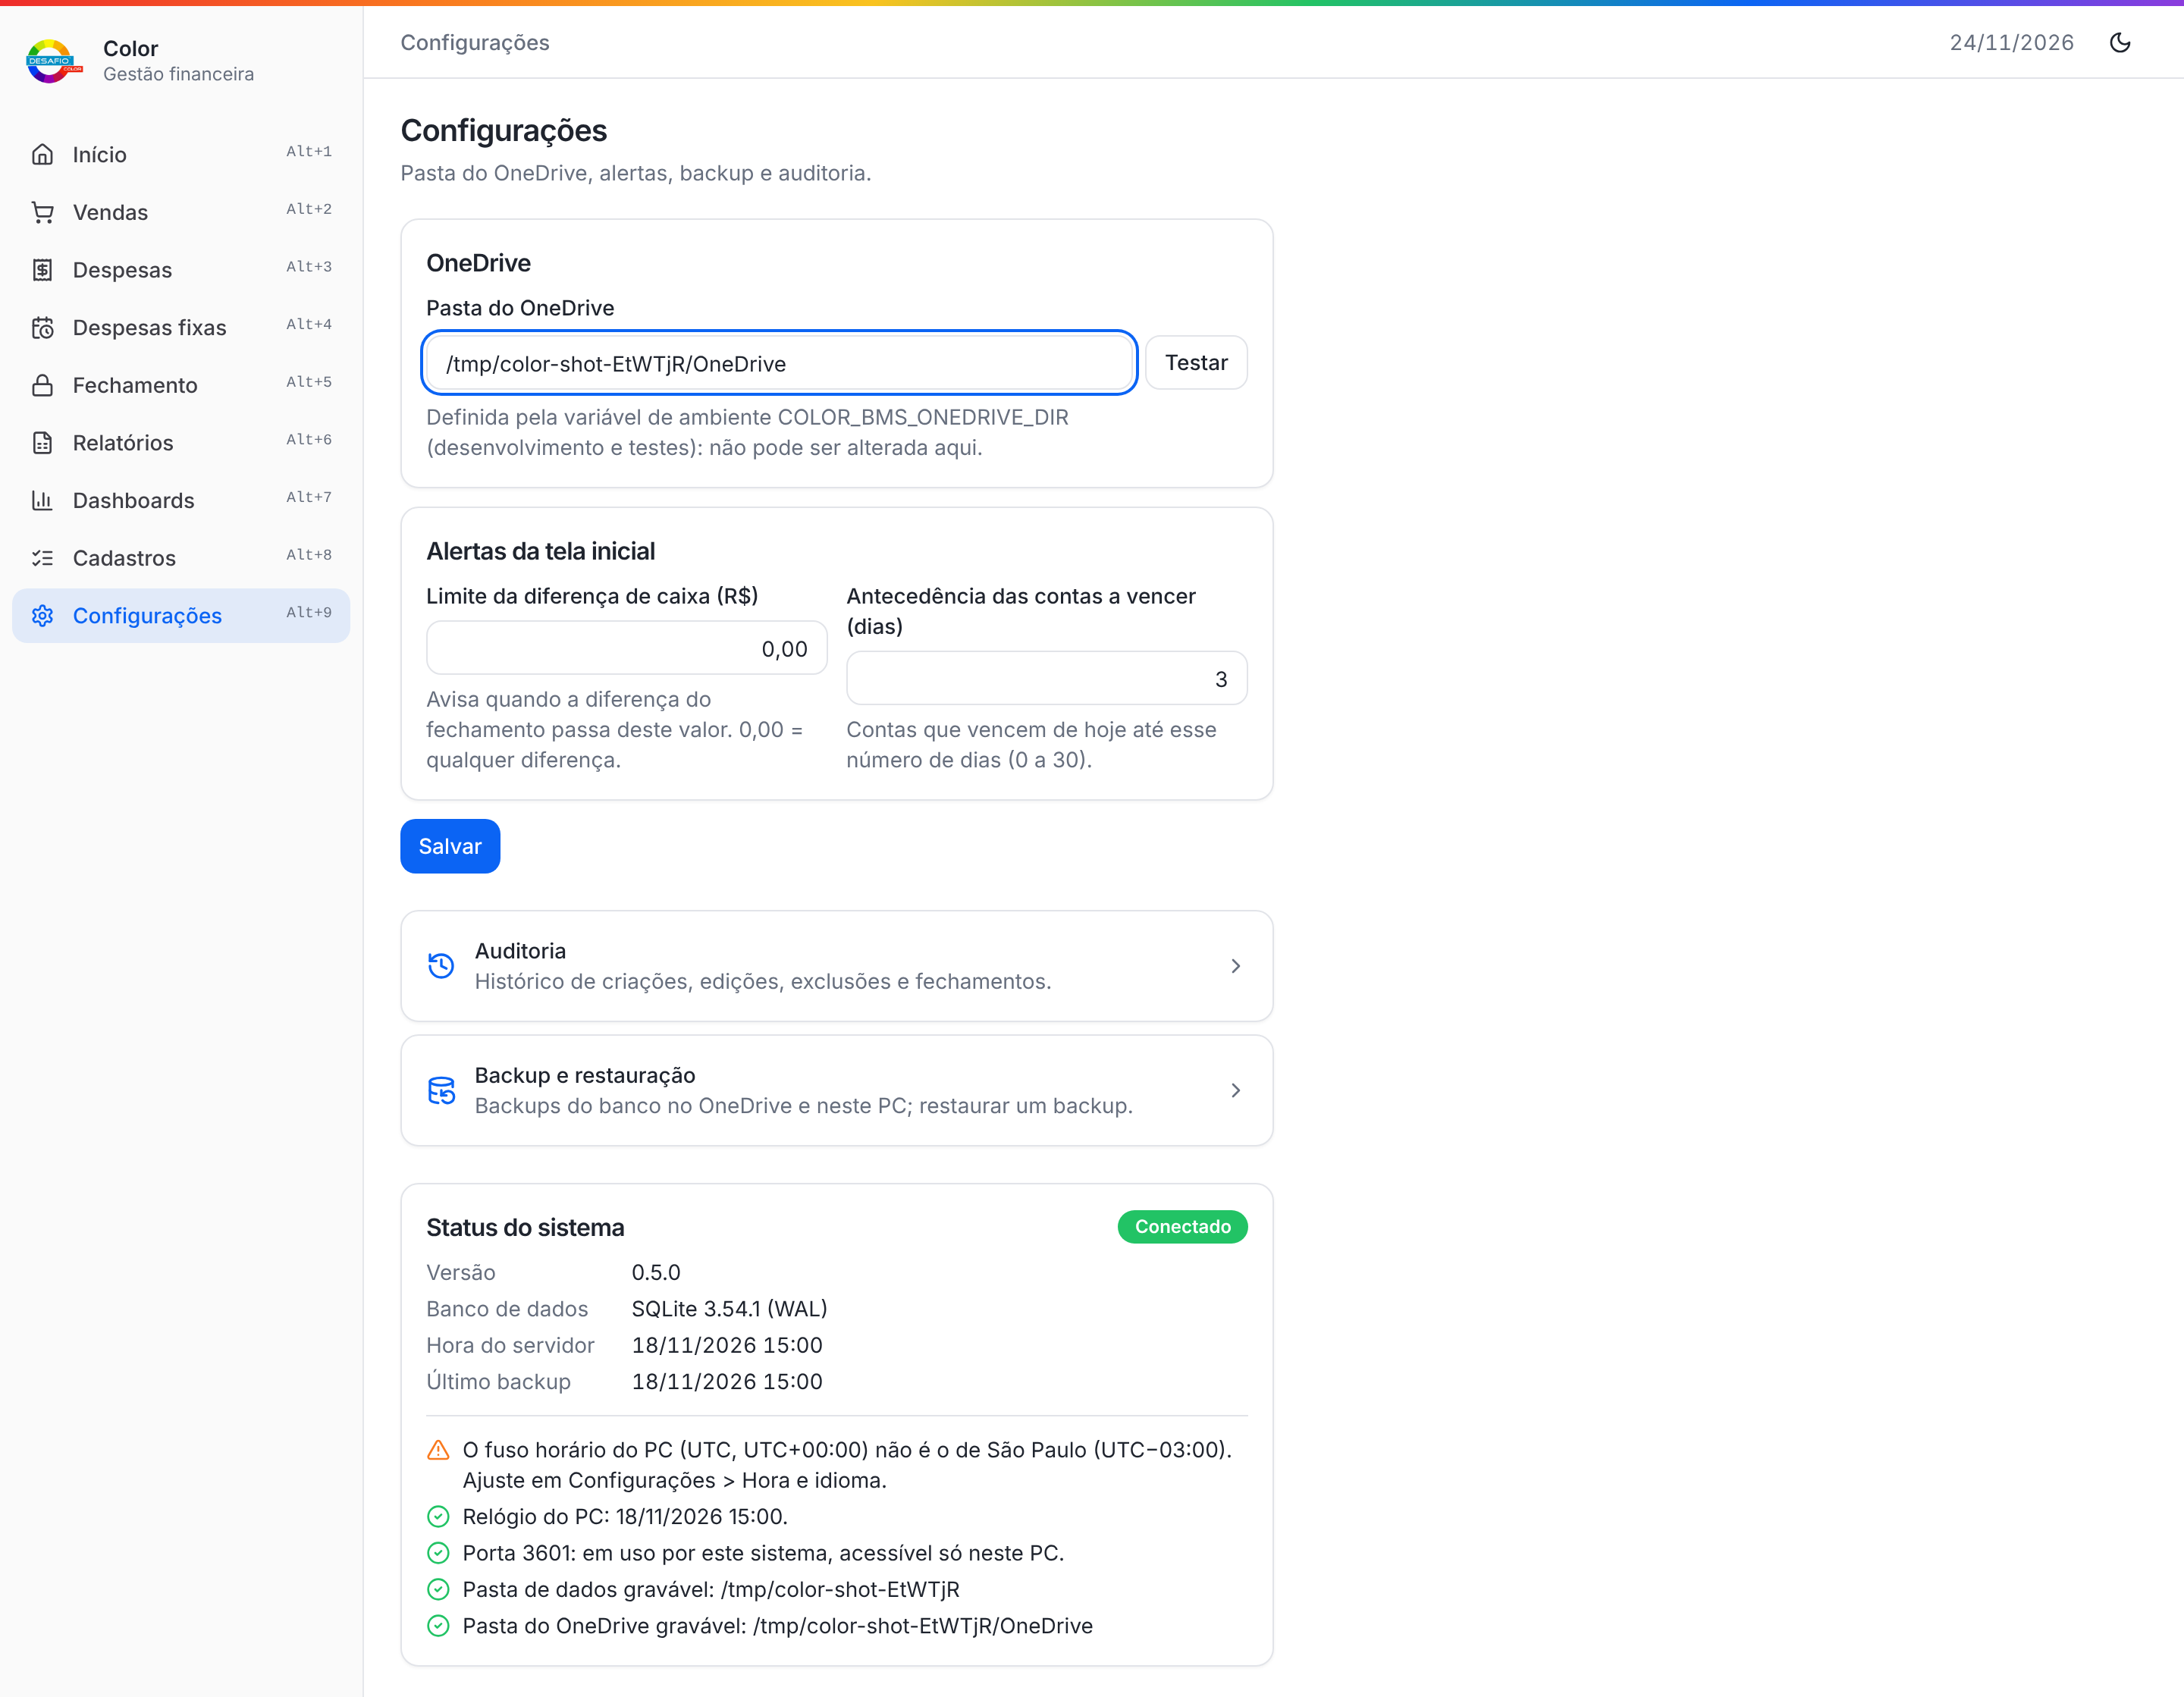 DESAFIO
COLOR
Color
Gestão financeira
Início Alt+1
Vendas Alt+2
Despesas Alt+3
Despesas fixas Alt+4
Fechamento Alt+5
Relatórios Alt+6
Dashboards Alt+7
Cadastros Alt+8
Configurações Alt+9
Configurações 24/11/2026
Configurações
Pasta do OneDrive, alertas, backup e auditoria.
OneDrive
Pasta do OneDrive
/tmp/color-shot-EtWTjR/OneDrive Testar
Definida pela variável de ambiente COLOR_BMS_ONEDRIVE_DIR
(desenvolvimento e testes): não pode ser alterada aqui.
Alertas da tela inicial
Limite da diferença de caixa (R$)
0,00
Avisa quando a diferença do
fechamento passa deste valor. 0,00 =
qualquer diferença.
Antecedência das contas a vencer
(dias)
3
Contas que vencem de hoje até esse
número de dias (0 a 30).
Salvar
Auditoria
Histórico de criações, edições, exclusões e fechamentos.
Backup e restauração
Backups do banco no OneDrive e neste PC; restaurar um backup.
Status do sistema Conectado
Versão 0.5.0
Banco de dados SQLite 3.54.1 (WAL)
Hora do servidor 18/11/2026 15:00
Último backup 18/11/2026 15:00
O fuso horário do PC (UTC, UTC+00:00) não é o de São Paulo (UTC−03:00).
Ajuste em Configurações > Hora e idioma.
Relógio do PC: 18/11/2026 15:00.
Porta 3601: em uso por este sistema, acessível só neste PC.
Pasta de dados gravável: /tmp/color-shot-EtWTjR
Pasta do OneDrive gravável: /tmp/color-shot-EtWTjR/OneDrive